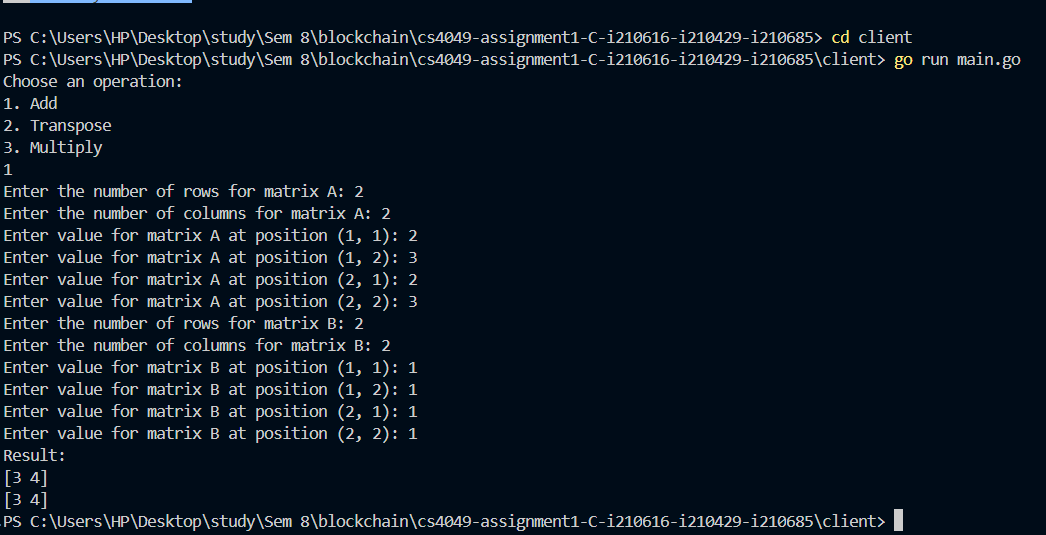 PS C:\Users\HP\Desktop\study\Sem 8\blockchain\cs4049-assignment1-C-i210616-i210429-i210685> cd client
PS C:\Users\HP\Desktop\study\Sem 8\blockchain\cs4049-assignment1-C-i210616-i210429-i210685\client> go run main.go
Choose an operation:
1. Add
2. Transpose
3. Multiply
1
Enter the number of rows for matrix A: 2
Enter the number of columns for matrix A: 2
Enter value for matrix A at position (1, 1): 2
Enter value for matrix A at position (1, 2): 3
Enter value for matrix A at position (2, 1): 2
Enter value for matrix A at position (2, 2): 3
Enter the number of rows for matrix B: 2
Enter the number of columns for matrix B: 2
Enter value for matrix B at position (1, 1): 1
Enter value for matrix B at position (1, 2): 1
Enter value for matrix B at position (2, 1): 1
Enter value for matrix B at position (2, 2): 1
Result:
[3 4]
[3 4]
PS C:\Users\HP\Desktop\study\Sem 8\blockchain\cs4049-assignment1-C-i210616-i210429-i210685\client>